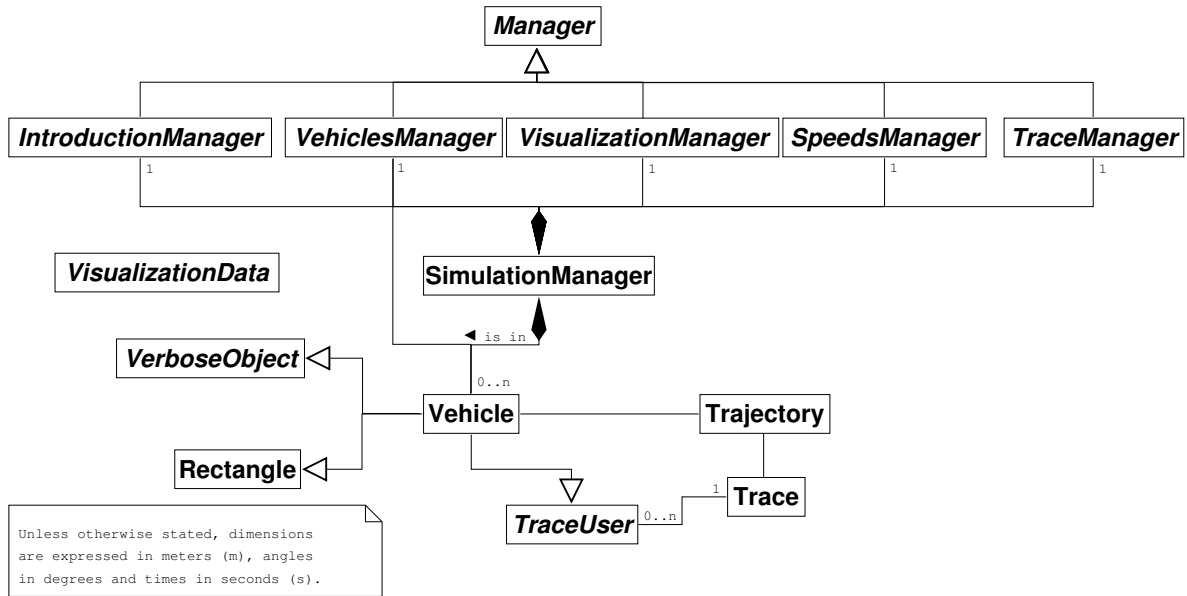 Manager
IntroductionManager
VehiclesManager
VisualizationManager
SpeedsManager
TraceManager
1
1
1
1
1
VisualizationData
SimulationManager
◄ is in
VerboseObject
0..n
Vehicle
Trajectory
Rectangle
1
Trace
0..n
TraceUser
Unless otherwise stated, dimensions
are expressed in meters (m), angles
in degrees and times in seconds (s).